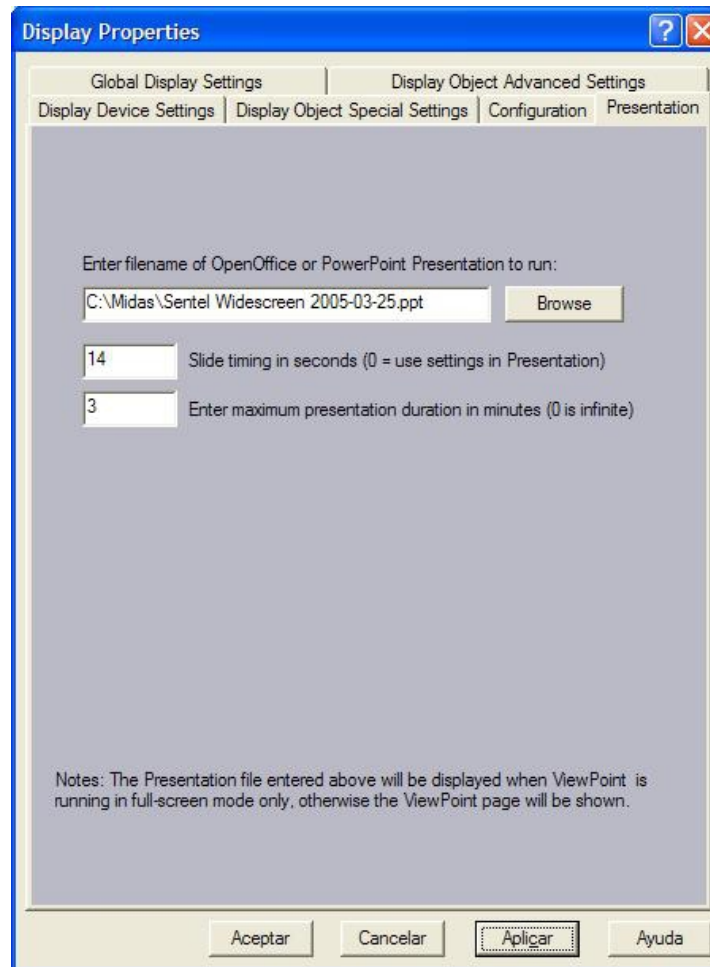 Display Properties
Global Display Settings
Display Object Advanced Settings
Display Device Settings
Display Object Special Settings
Configuration
Presentation
Enter filename of OpenOffice or PowerPoint Presentation to run:
C:\Midas\Sentel Widescreen 2005-03-25.ppt
Browse
14
Slide timing in seconds (0 = use settings in Presentation)
3
Enter maximum presentation duration in minutes (0 is infinite)
Notes: The Presentation file entered above will be displayed when ViewPoint is
running in full-screen mode only, otherwise the ViewPoint page will be shown.
Aceptar
Cancelar
Aplicar
Ayuda